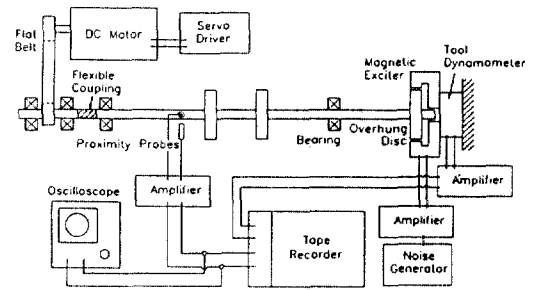 Flat
Belt
DC Motor
Servo
Driver
Flexible
Coupling
Magnetic
Exciter
Tool
Dynamometer
Proximity Probes
Bearing
Overhung
Disc
Oscilloscope
Amplifier
Amplifier
Tape
Recorder
Amplifier
Noise
Generator